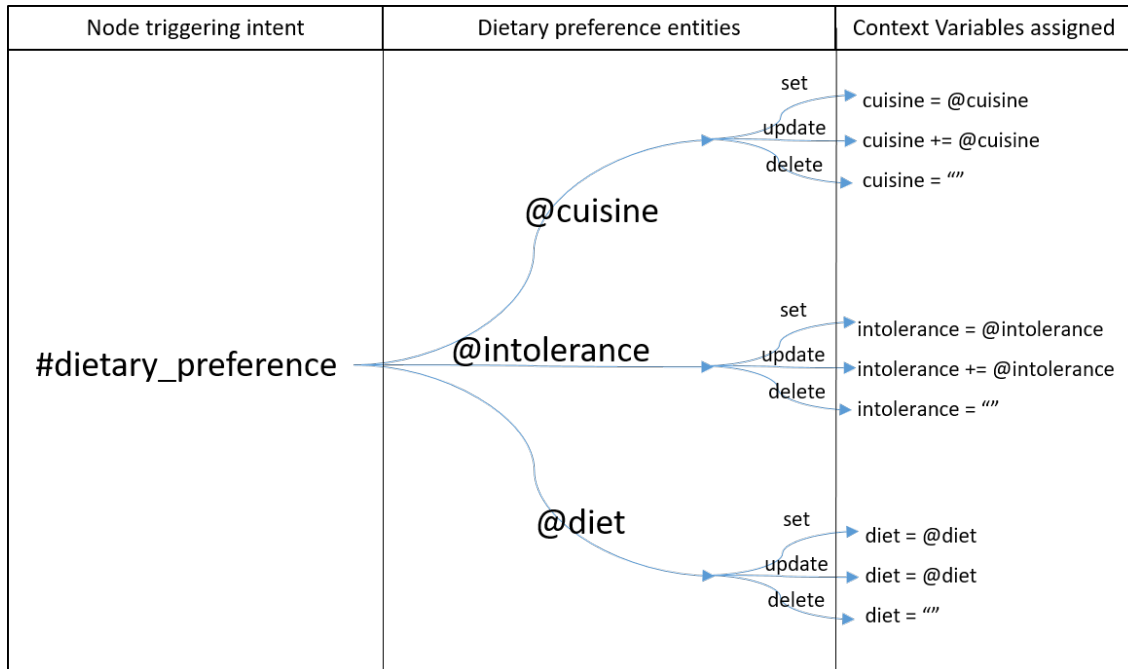 Node triggering intent
Dietary preference entities
Context Variables assigned
set
cuisine = @cuisine
update
cuisine += @cuisine
delete
cuisine = “”
@cuisine
set
intolerance = @intolerance
#dietary_preference
@intolerance
update
intolerance += @intolerance
delete
intolerance = “”
@diet
set
diet = @diet
update
diet = @diet
delete
diet = “”